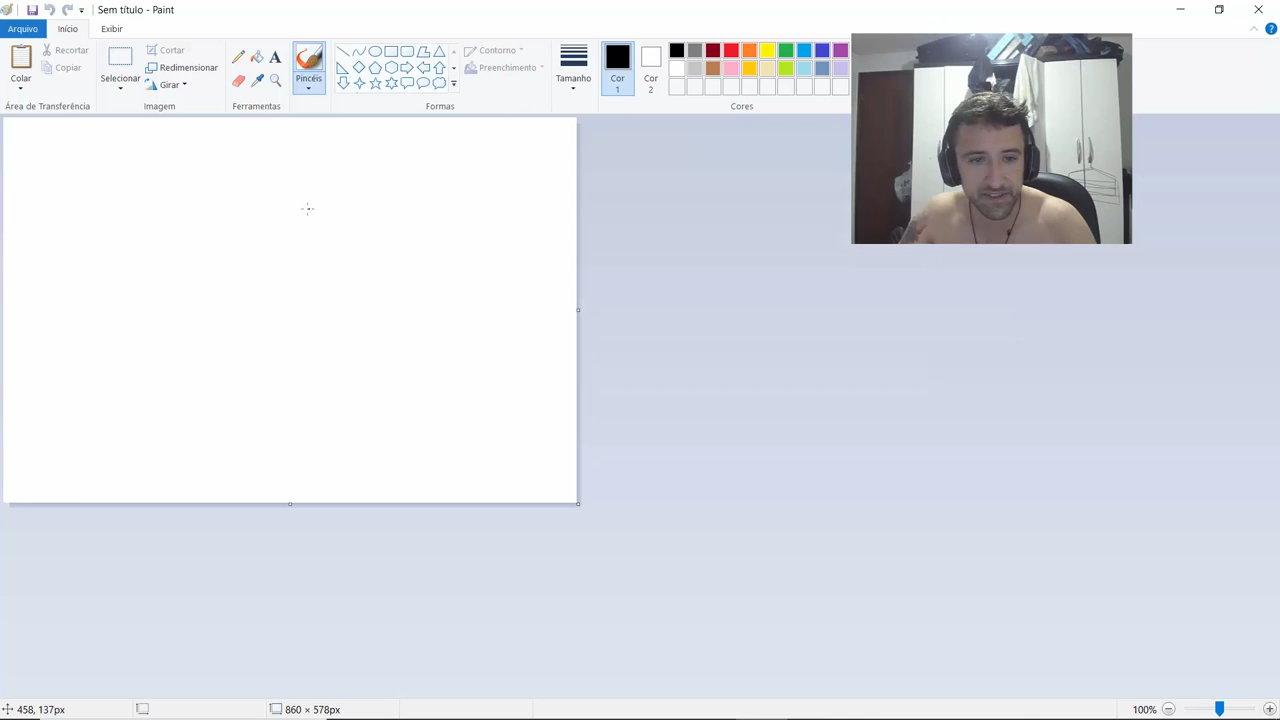 Sem título - Paint
Arquivo Início Exibir
Colar
Recortar
Copiar
Área de Transferência
Selecionar
Cortar
Redimensionar
Girar
Imagem
A
Ferramentas
Pincéis
Contorno
Preenchimento
Formas
Tamanho
Cor 1
Cor 2
Cores
458, 137px 860 × 578px 100%